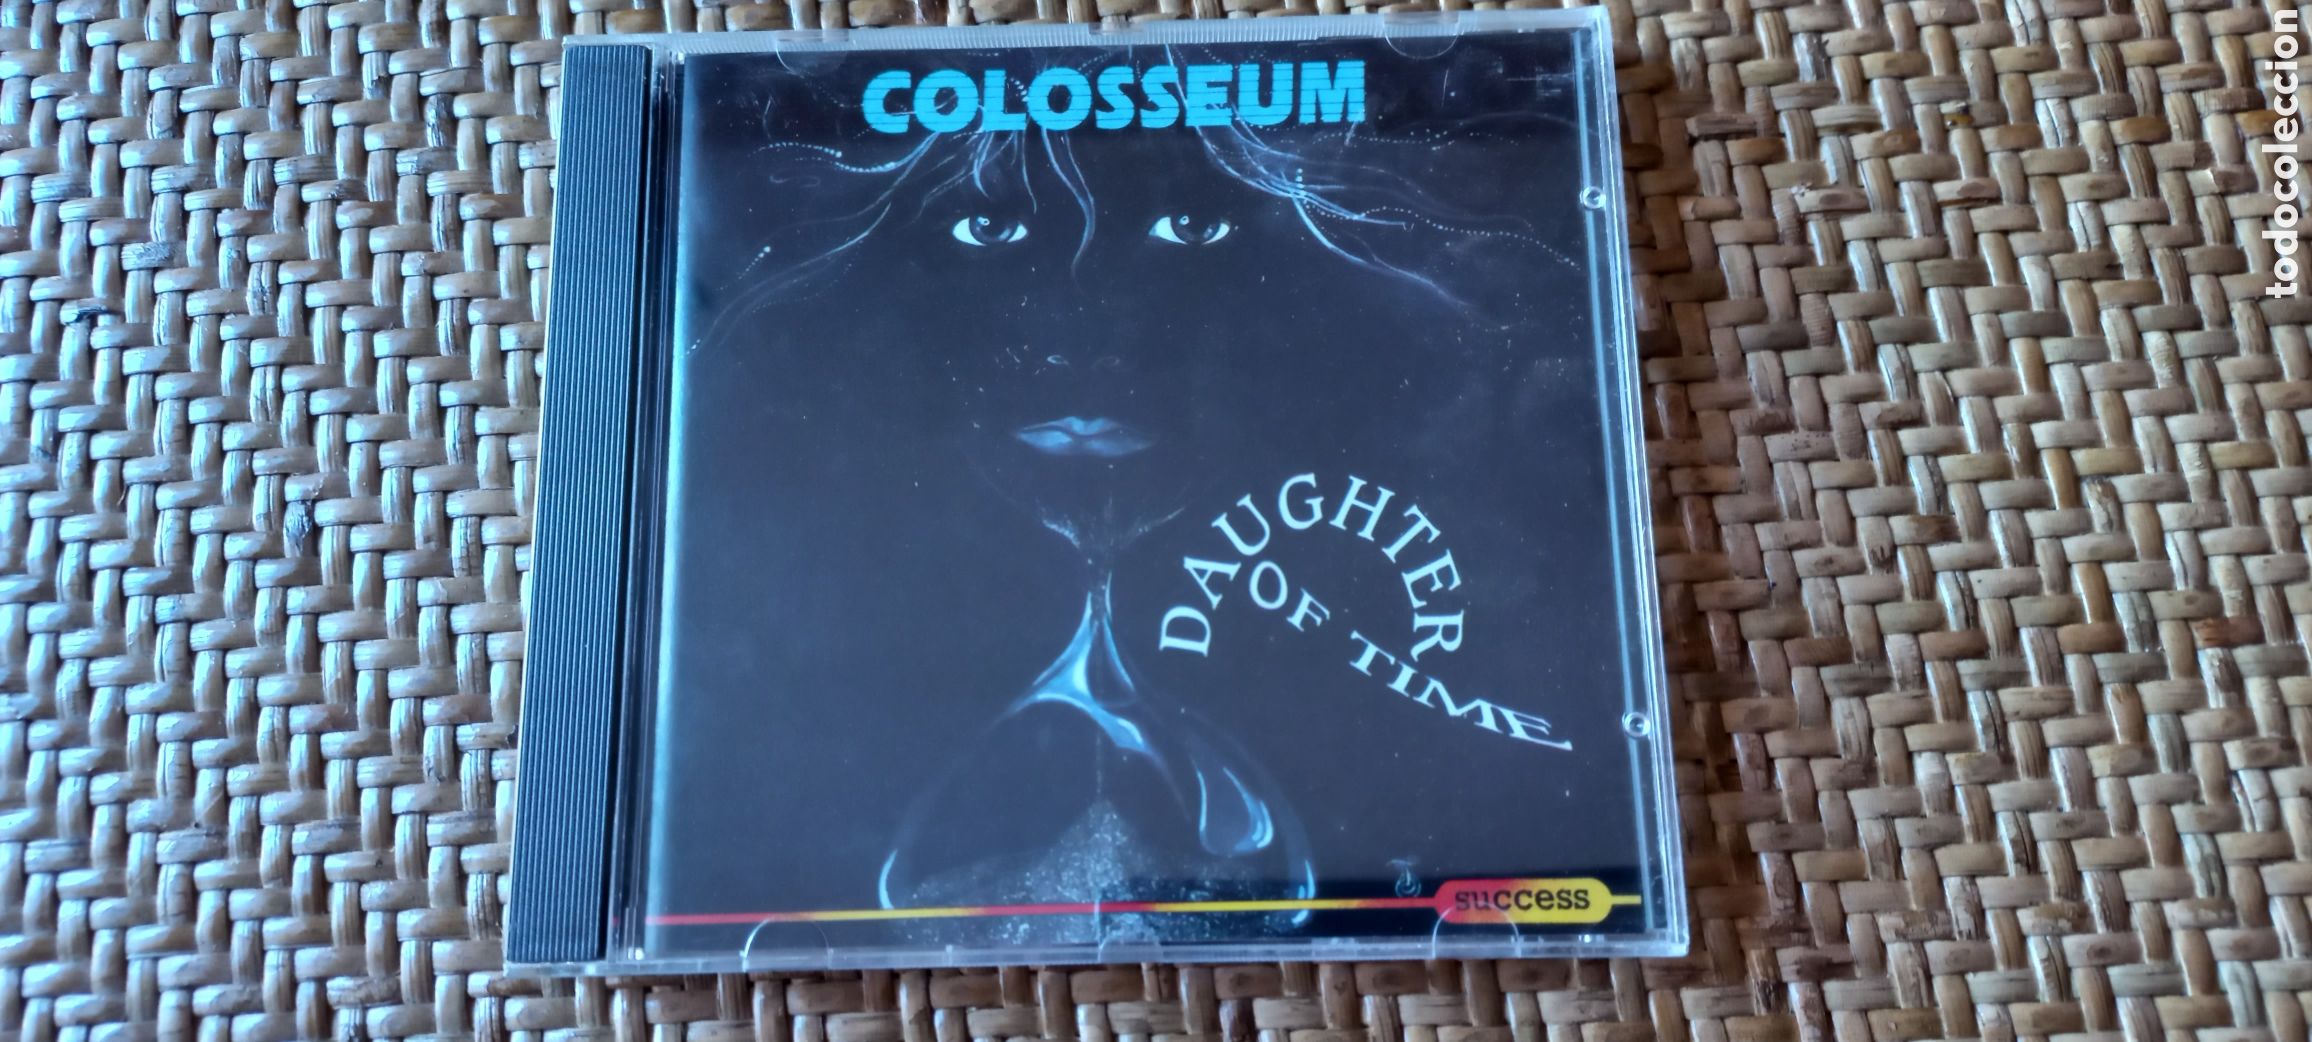 COLOSSEUM
DAUGHTER
OF TIME
success
todocoleccion